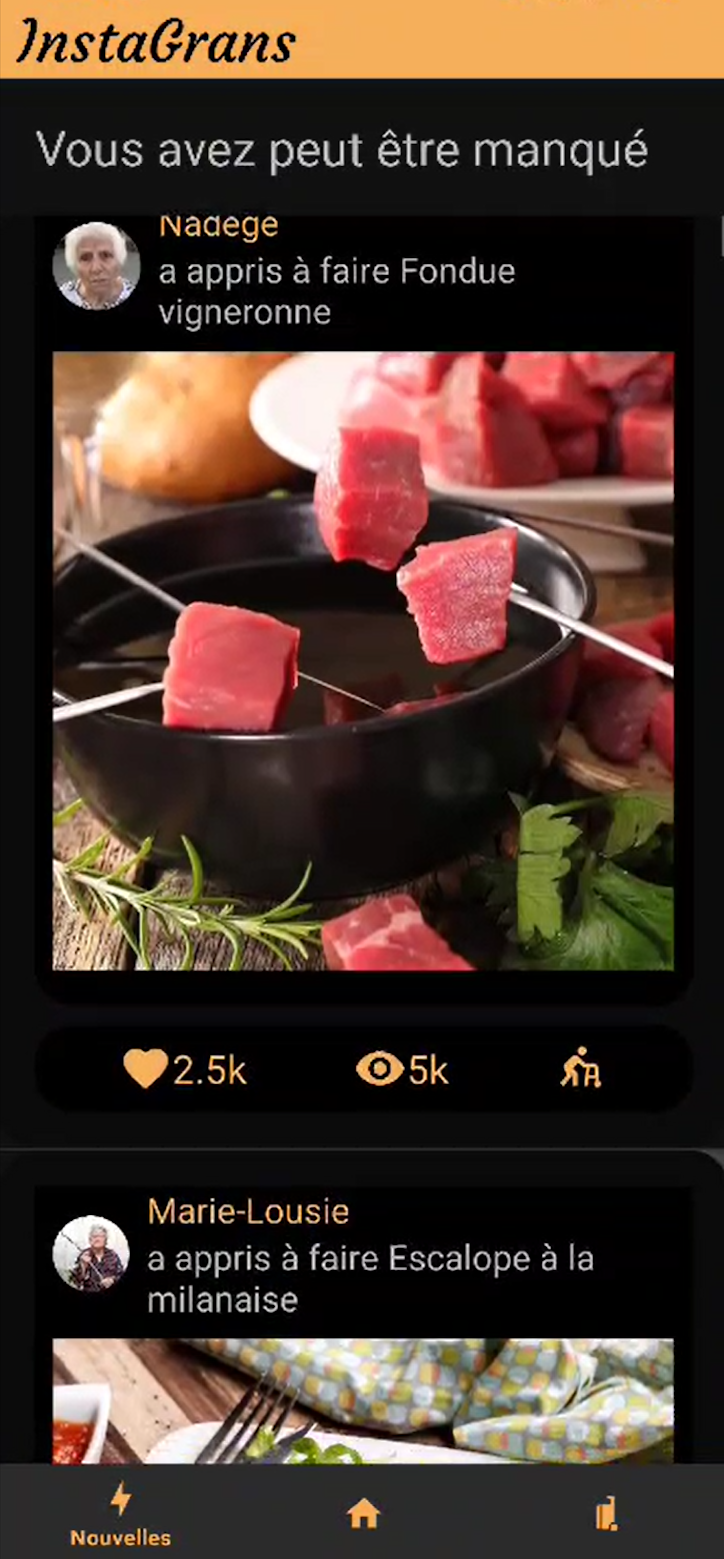 InstaGrans
Vous avez peut être manqué
Nadege
a appris à faire Fondue
vigneronne
2.5k
5k
Marie-Lousie
a appris à faire Escalope à la
milanaise
Nouvelles